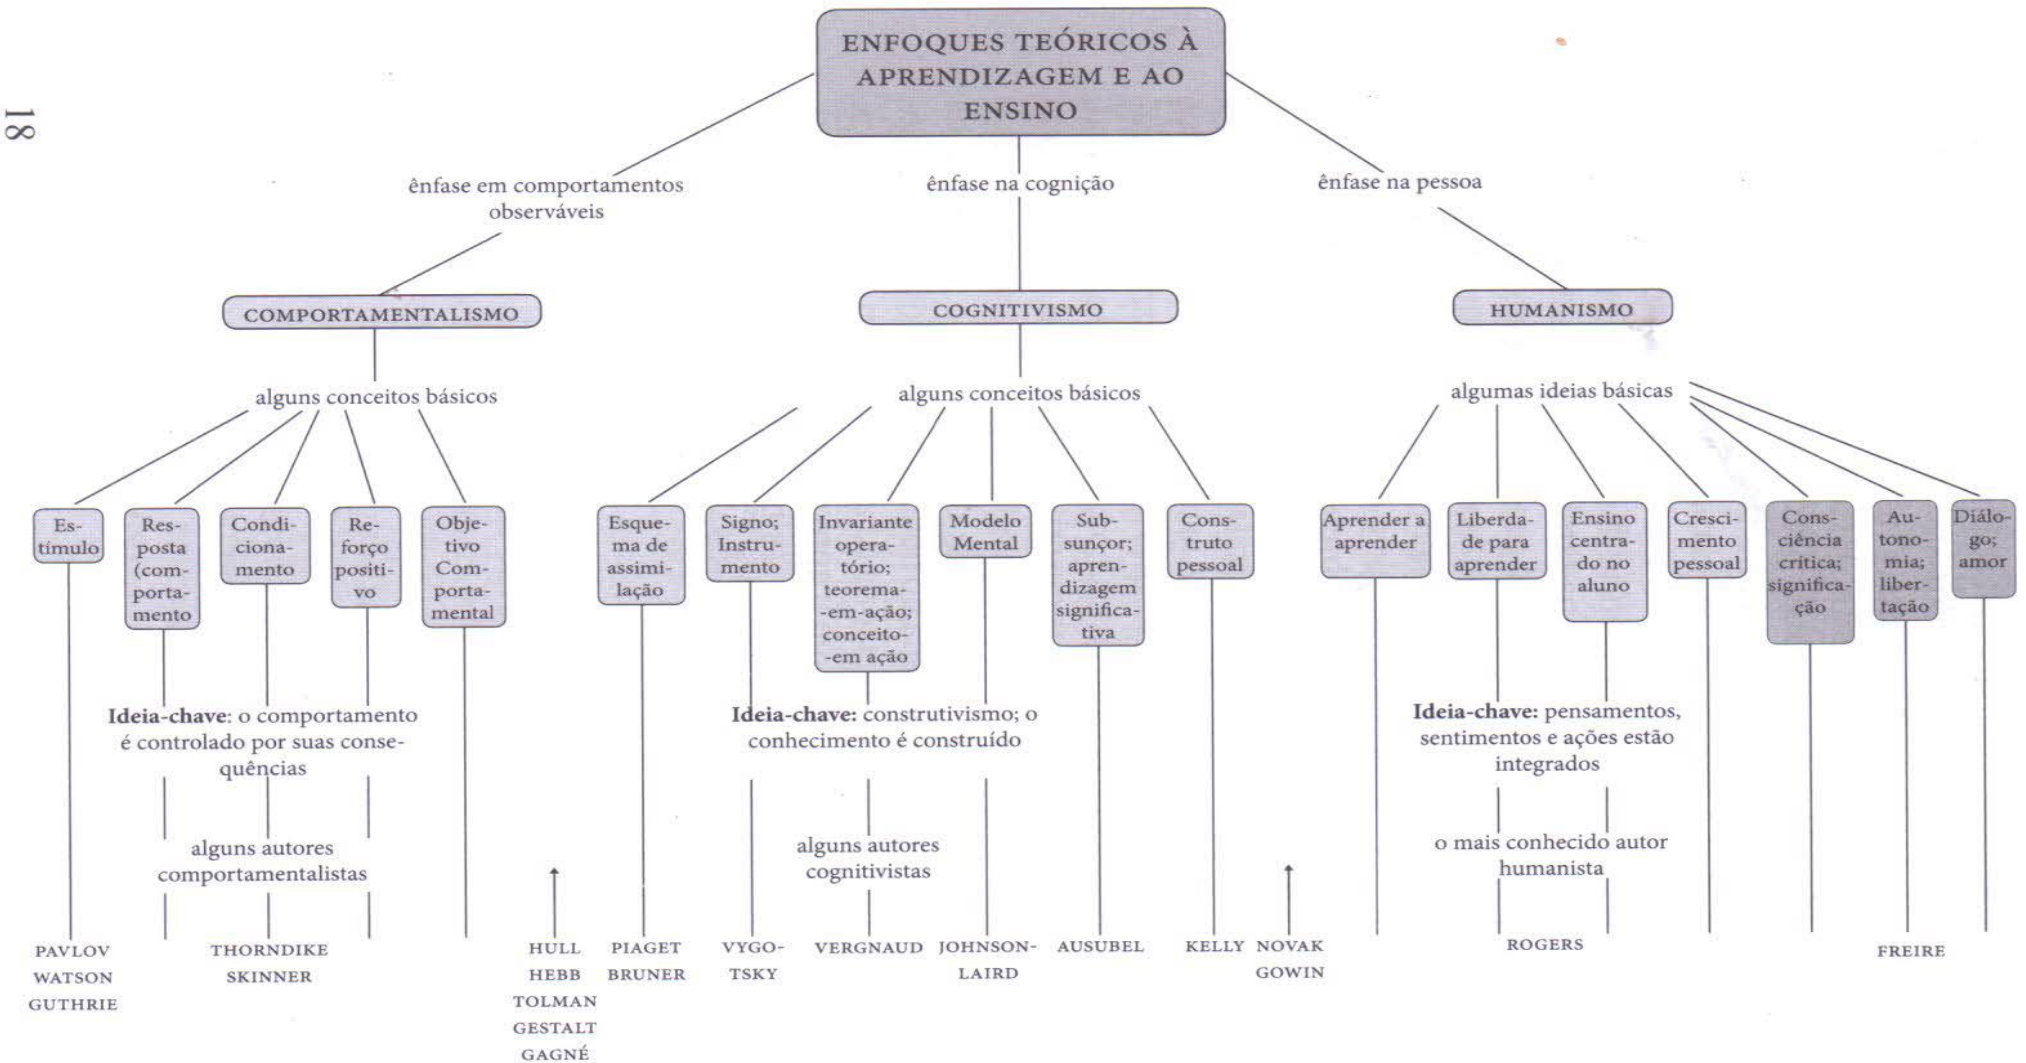 18
ENFOQUES TEÓRICOS À
APRENDIZAGEM E AO
ENSINO
ênfase em comportamentos
observáveis
ênfase na cognição
ênfase na pessoa
COMPORTAMENTALISMO
COGNITIVISMO
HUMANISMO
alguns conceitos básicos
alguns conceitos básicos
algumas ideias básicas
Es-
tímulo
Res-
posta
(com-
porta-
mento
Condi-
ciona-
mento
Re-
forço
positi-
vo
Obje-
tivo
Com-
porta-
mental
Esque-
ma de
assimi-
lação
Signo;
Instru-
mento
Invariante
opera-
tório;
teorema-
-em-ação;
conceito-
-em ação
Modelo
Mental
Sub-
sunçor;
apren-
dizagem
significa-
tiva
Cons-
truto
pessoal
Aprender a
aprender
Liberda-
de para
aprender
Ensino
centra-
do no
aluno
Cresci-
mento
pessoal
Cons-
ciência
crítica;
significa-
ção
Au-
tono-
mia;
liber-
tação
Diálo-
go;
amor
Ideia-chave: o comportamento
é controlado por suas conse-
quências
Ideia-chave: construtivismo; o
conhecimento é construído
Ideia-chave: pensamentos,
sentimentos e ações estão
integrados
alguns autores
comportamentalistas
alguns autores
cognitivistas
o mais conhecido autor
humanista
PAVLOV
WATSON
GUTHRIE
THORNDIKE
SKINNER
HULL
HEBB
TOLMAN
GESTALT
GAGNÉ
PIAGET
BRUNER
VYGO-
TSKY
VERGNAUD
JOHNSON-
LAIRD
AUSUBEL
KELLY
NOVAK
GOWIN
ROGERS
FREIRE